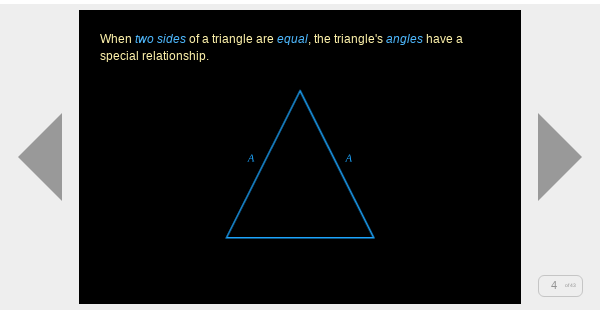 When two sides of a triangle are equal, the triangle's angles have a
special relationship.
A A
4